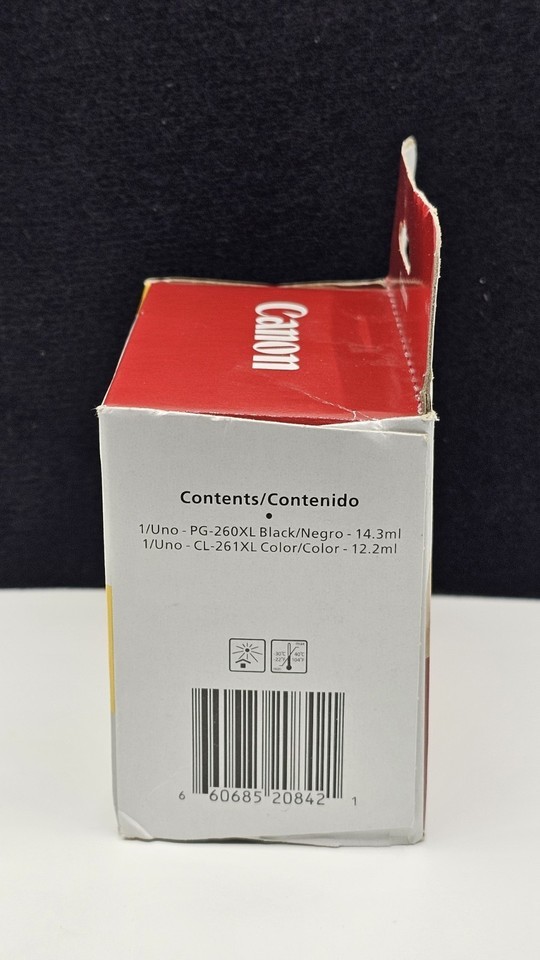 Canon
Contents/Contenido
•
1/Uno - PG-260XL Black/Negro - 14.3ml
1/Uno - CL-261XL Color/Color - 12.2ml
6 60685 20842 1